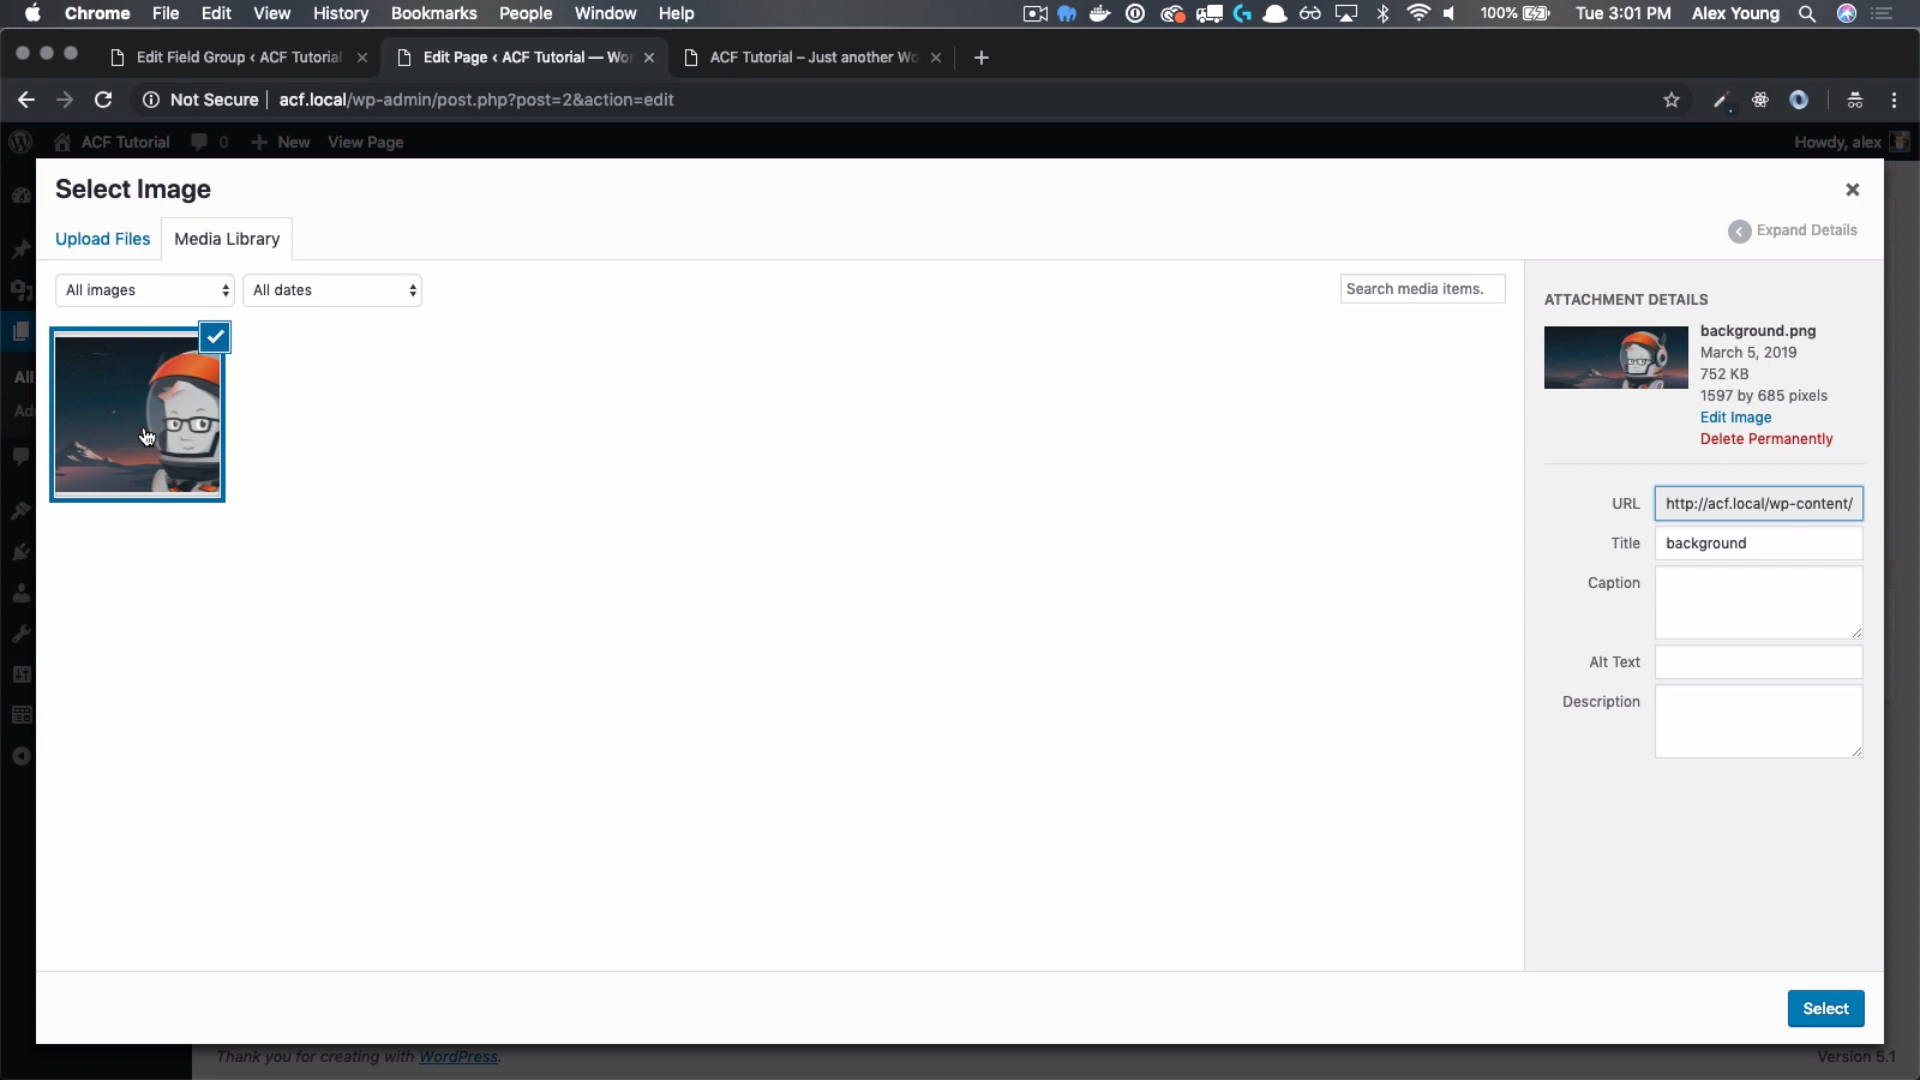 Chrome File Edit View History Bookmarks People Window Help 100% Tue 3:01 PM Alex Young
Edit Field Group ‹ ACF Tutorial
Edit Page ‹ ACF Tutorial — Wor
ACF Tutorial – Just another Wo
Not Secure acf.local/wp-admin/post.php?post=2&action=edit
ACF Tutorial 0 New View Page Howdy, alex
Select Image
Upload Files Media Library Expand Details
All images All dates Search media items.
All
Ad
ATTACHMENT DETAILS
background.png
March 5, 2019
752 KB
1597 by 685 pixels
Edit Image
Delete Permanently
URL http://acf.local/wp-content/
Title background
Caption
Alt Text
Description
Select
Thank you for creating with WordPress. Version 5.1